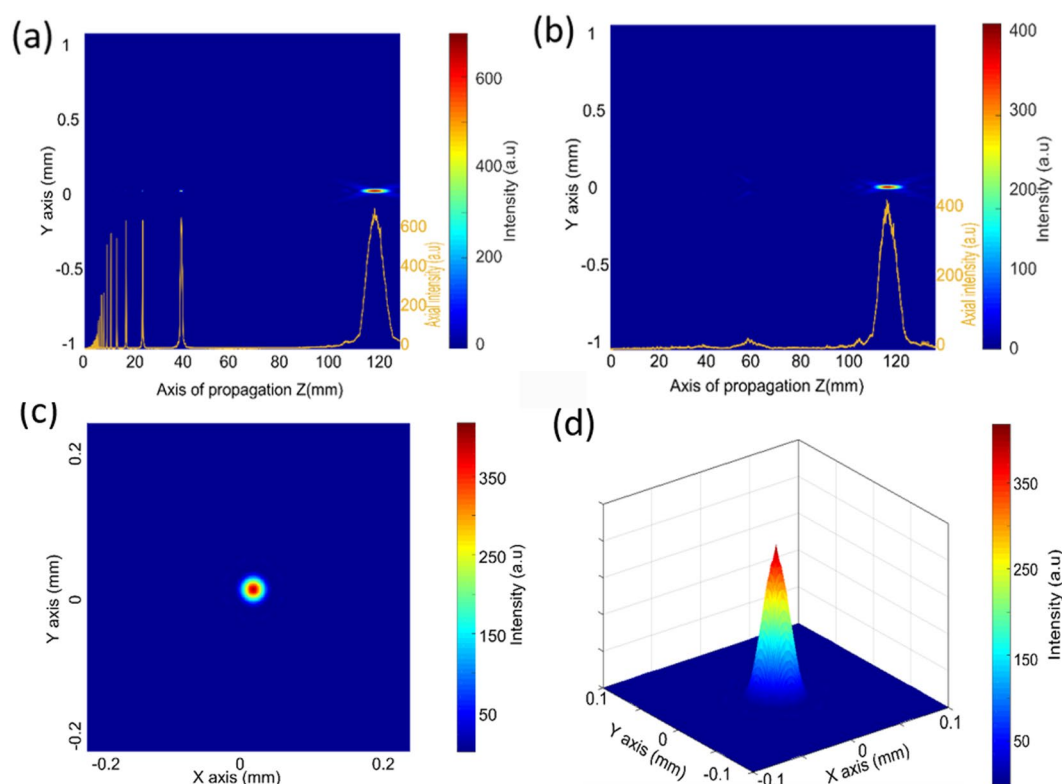 (a)
1
0.5
0
-0.5
-1
Y axis (mm)
0 20 40 60 80 100 120
Axis of propagation Z(mm)
600
400
200
0
Axial intensity (a.u)
600
400
200
0
Intensity (a.u)
(b)
1
0.5
0
-0.5
-1
Y axis (mm)
0 20 40 60 80 100 120
Axis of propagation Z(mm)
400
200
0
Axial intensity (a.u)
400
300
200
100
0
Intensity (a.u)
(c)
0.2
0
-0.2
Y axis (mm)
-0.2 0 0.2
X axis (mm)
350
250
150
50
Intensity (a.u)
(d)
0.1
0
-0.1
Y axis (mm)
-0.1
0
0.1
X axis (mm)
350
250
150
50
Intensity (a.u)